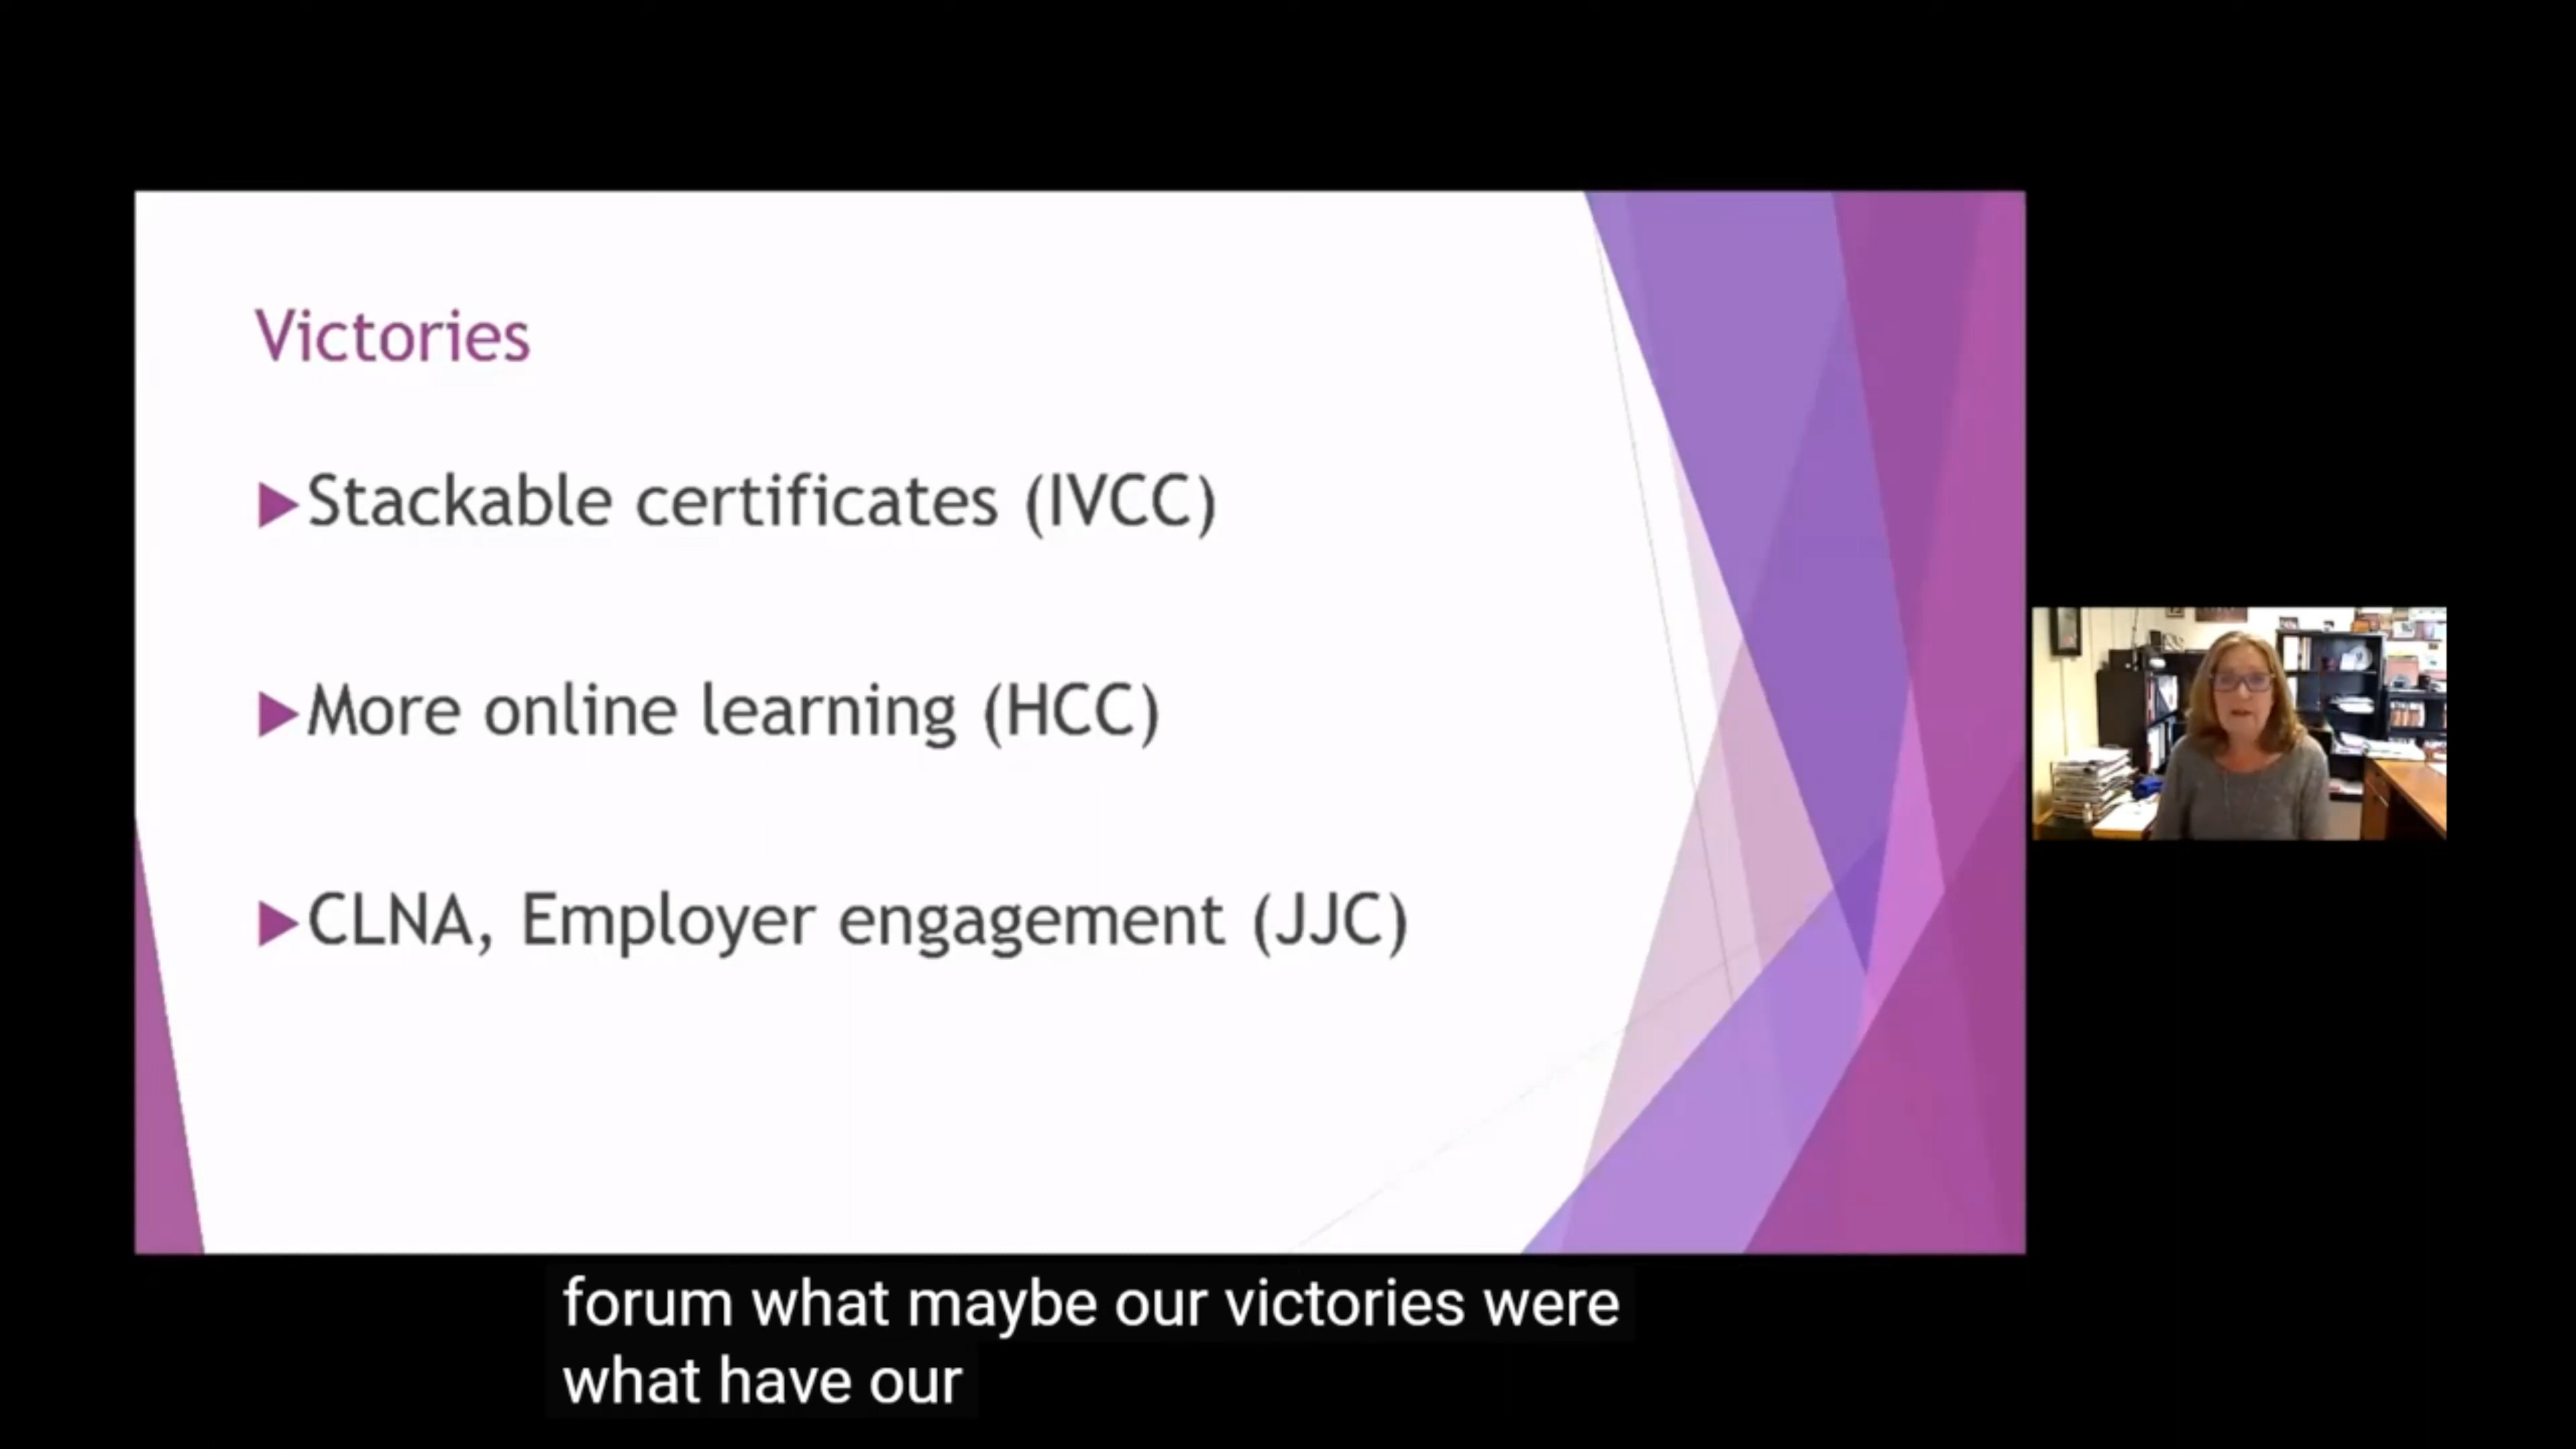 Victories
Stackable certificates (IVCC)
More online learning (HCC)
CLNA, Employer engagement (JJC)
forum what maybe our victories were
what have our